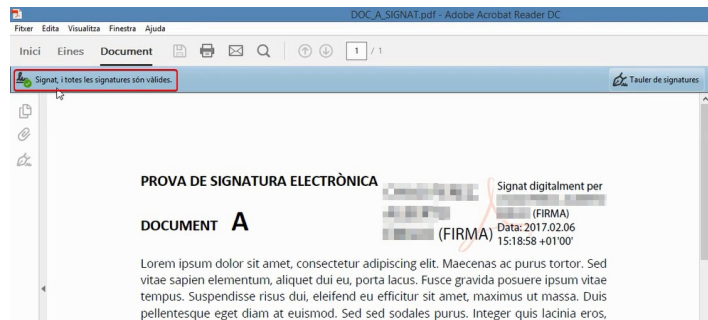 DOC_A_SIGNAT.pdf - Adobe Acrobat Reader DC
Fitxer Edita Visualitza Finestra Ajuda
Inici Eines Document 1 / 1
Signat, i totes les signatures són vàlides. Tauler de signatures
PROVA DE SIGNATURA ELECTRÒNICA
DOCUMENT A
(FIRMA)
Signat digitalment per
(FIRMA)
Data: 2017.02.06
15:18:58 +01'00'
Lorem ipsum dolor sit amet, consectetur adipiscing elit. Maecenas ac purus tortor. Sed
vitae sapien elementum, aliquet dui eu, porta lacus. Fusce gravida posuere ipsum vitae
tempus. Suspendisse risus dui, eleifend eu efficitur sit amet, maximus ut massa. Duis
pellentesque eget diam at euismod. Sed sed sodales purus. Integer quis lacinia eros,